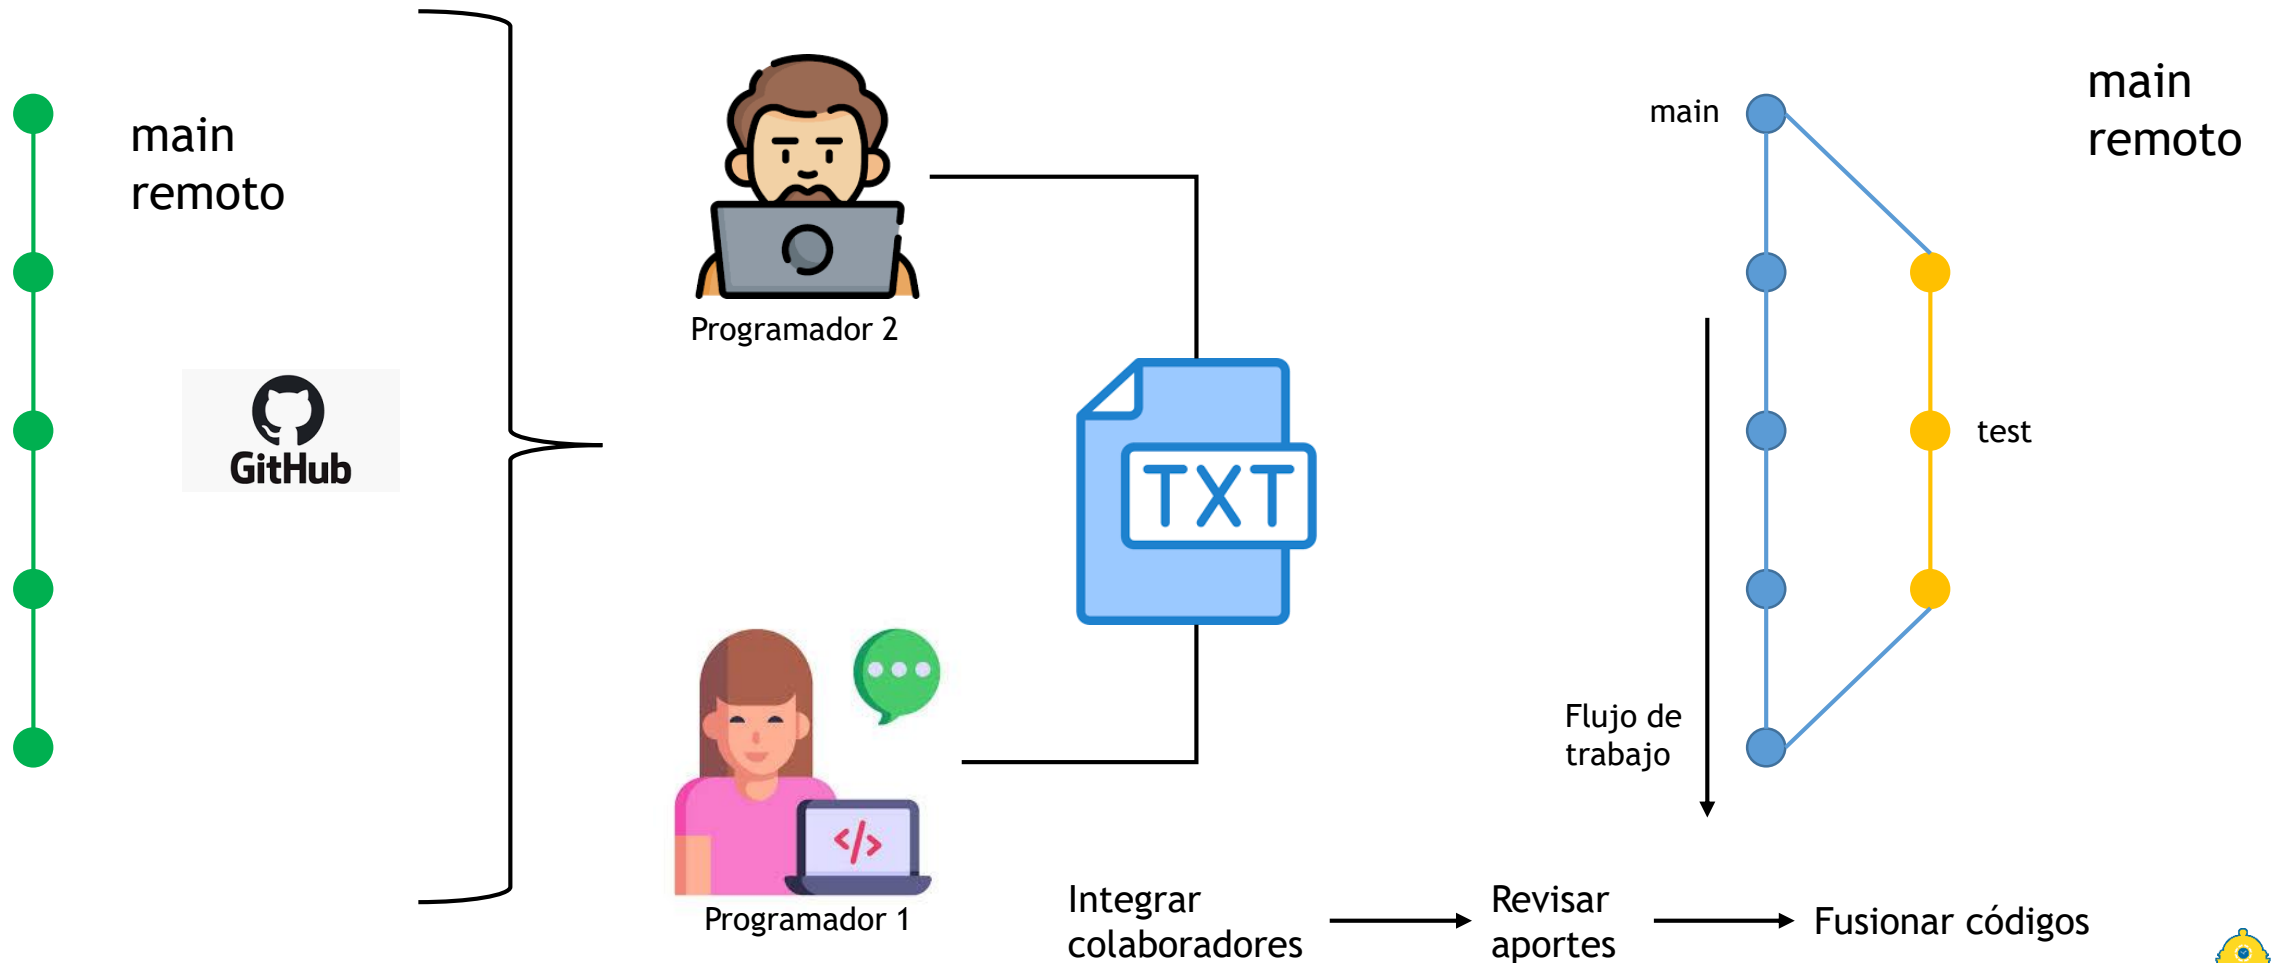 main
remoto
GitHub
Programador 2
TXT
</>
Programador 1
main
main
remoto
test
Flujo de
trabajo
Integrar
colaboradores
Revisar
aportes
Fusionar códigos